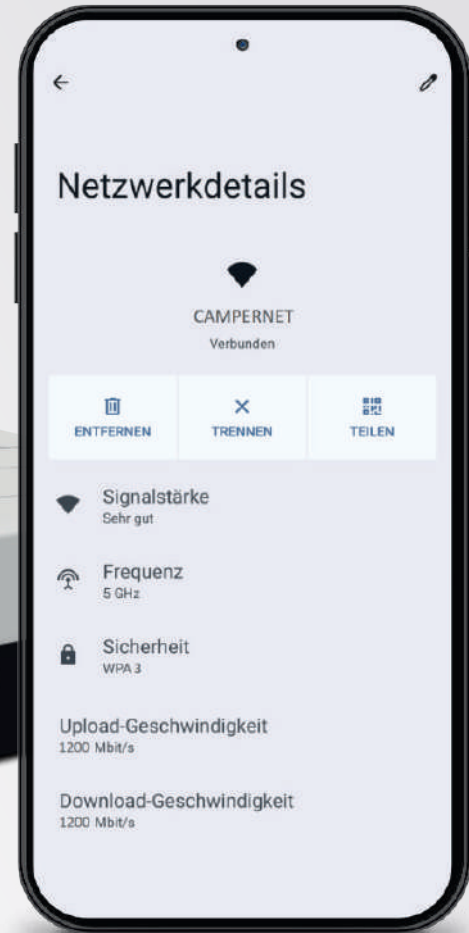 Netzwerkdetails
CAMPERNET
Verbunden
ENTFERNEN
TRENNEN
TEILEN
Signalstärke
Sehr gut
Frequenz
5 GHz
Sicherheit
WPA 3
Upload-Geschwindigkeit
1200 Mbit/s
Download-Geschwindigkeit
1200 Mbit/s